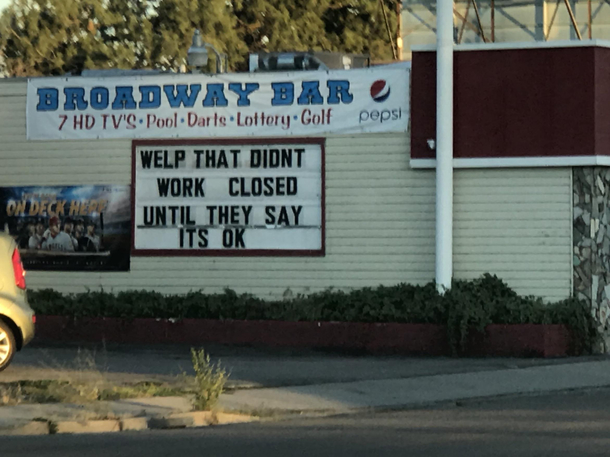 BROADWAY BAR
7 HD TV'S • Pool • Darts • Lottery • Golf
pepsi
WELP THAT DIDNT
WORK CLOSED
UNTIL THEY SAY
ITS OK
ON DECK HERE